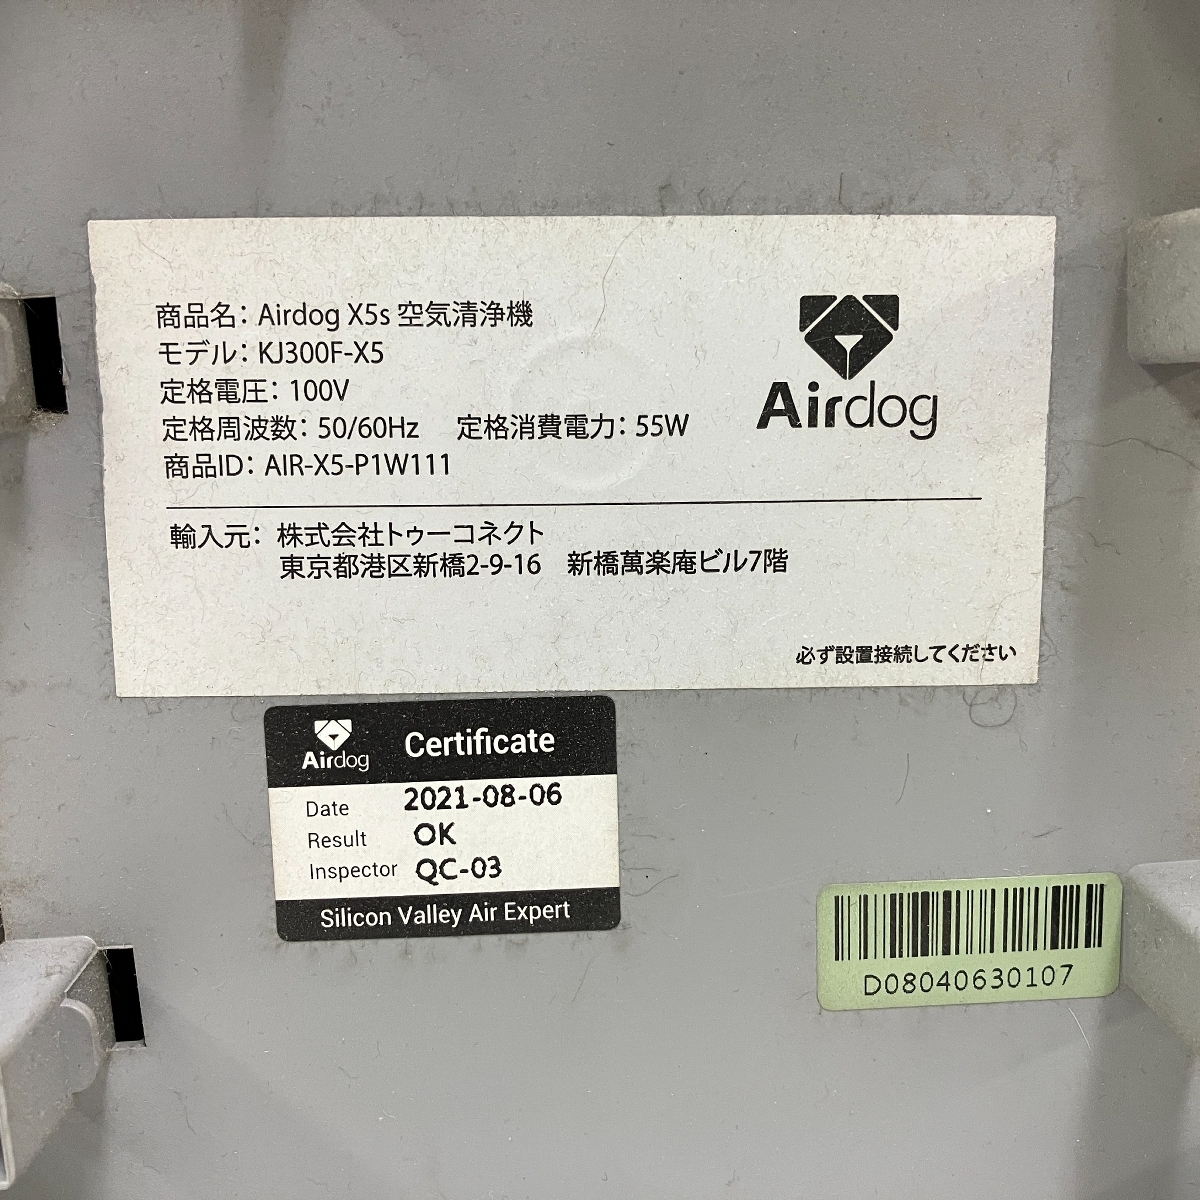 商品名: Airdog X5s 空気清浄機
モデル: KJ300F-X5
定格電圧: 100V
定格周波数: 50/60Hz 定格消費電力: 55W
商品ID: AIR-X5-P1W111
Airdog
輸入元: 株式会社トゥーコネクト
東京都港区新橋2-9-16 新橋萬楽庵ビル7階
必ず設置接続してください
Airdog Certificate
Date 2021-08-06
Result OK
Inspector QC-03
Silicon Valley Air Expert
D08040630107